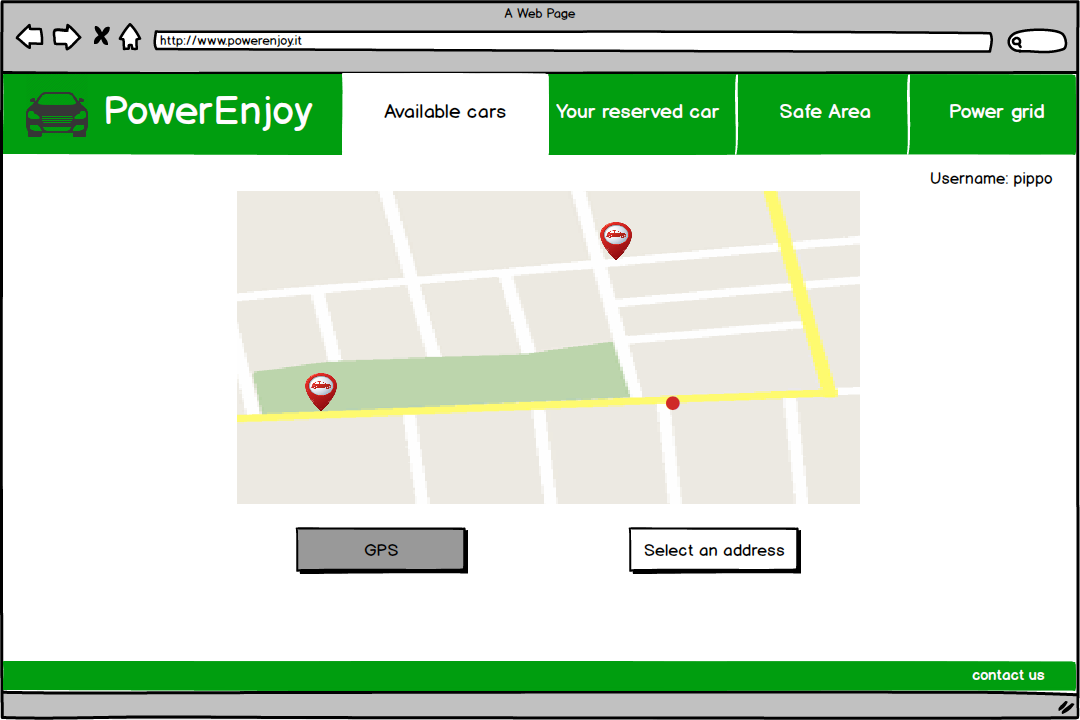 A Web Page
http://www.powerenjoy.it
PowerEnjoy
Available cars
Your reserved car
Safe Area
Power grid
Username: pippo
GPS
Select an address
contact us